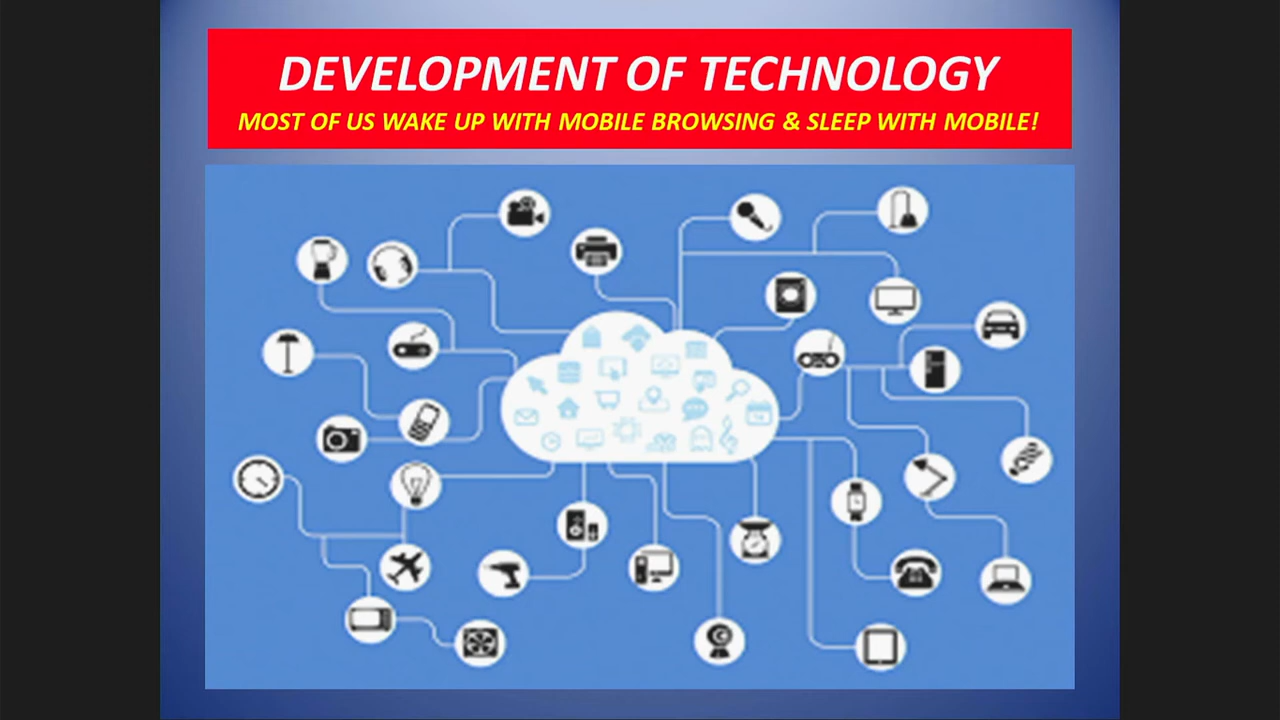 DEVELOPMENT OF TECHNOLOGY
MOST OF US WAKE UP WITH MOBILE BROWSING & SLEEP WITH MOBILE!